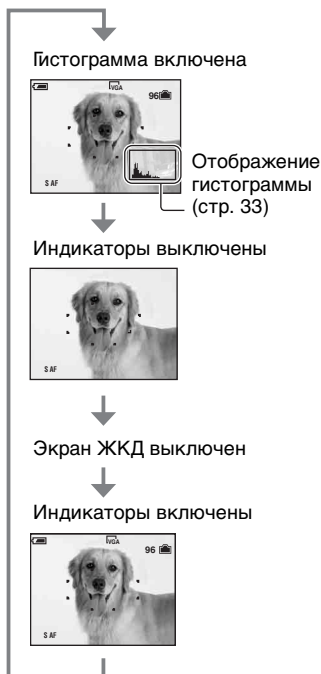 Гистограмма включена
VGA
96
S AF
Отображение
гистограммы
(стр. 33)
Индикаторы выключены
S AF
Экран ЖКД выключен
Индикаторы включены
VGA
96
S AF